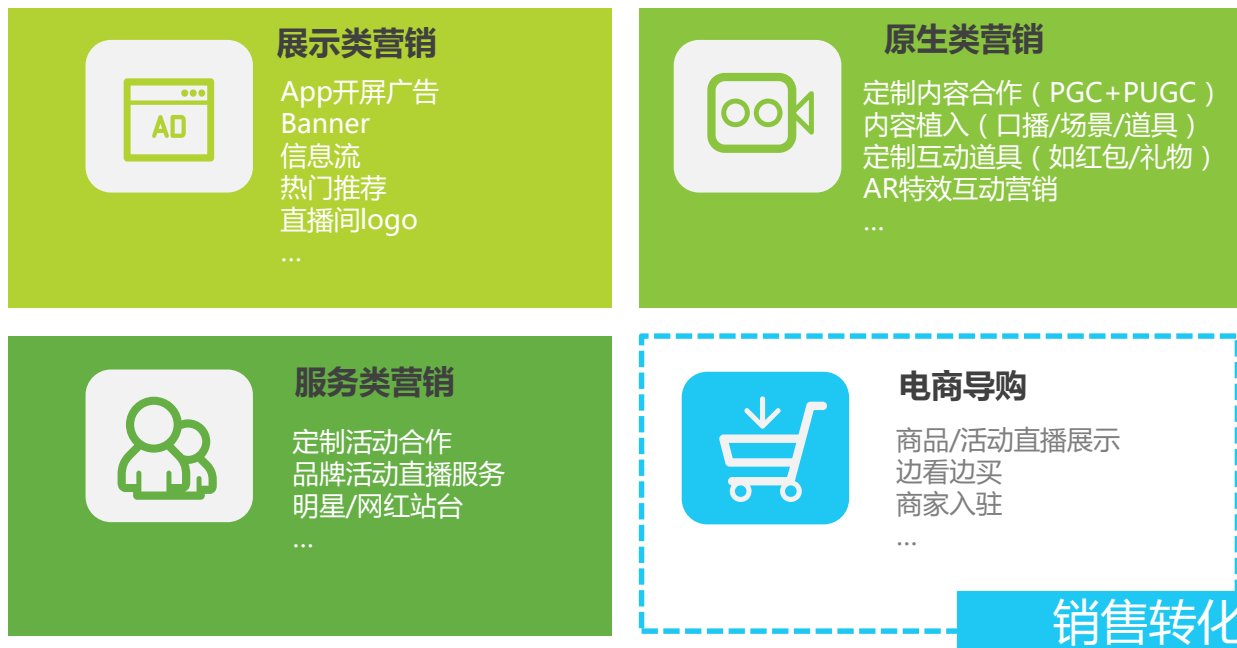 展示类营销
App开屏广告
Banner
信息流
热门推荐
直播间logo
...
原生类营销
定制内容合作（PGC+PUGC）
内容植入（口播/场景/道具）
定制互动道具（如红包/礼物）
AR特效互动营销
...
服务类营销
定制活动合作
品牌活动直播服务
明星/网红站台
...
电商导购
商品/活动直播展示
边看边买
商家入驻
...
销售转化
AD